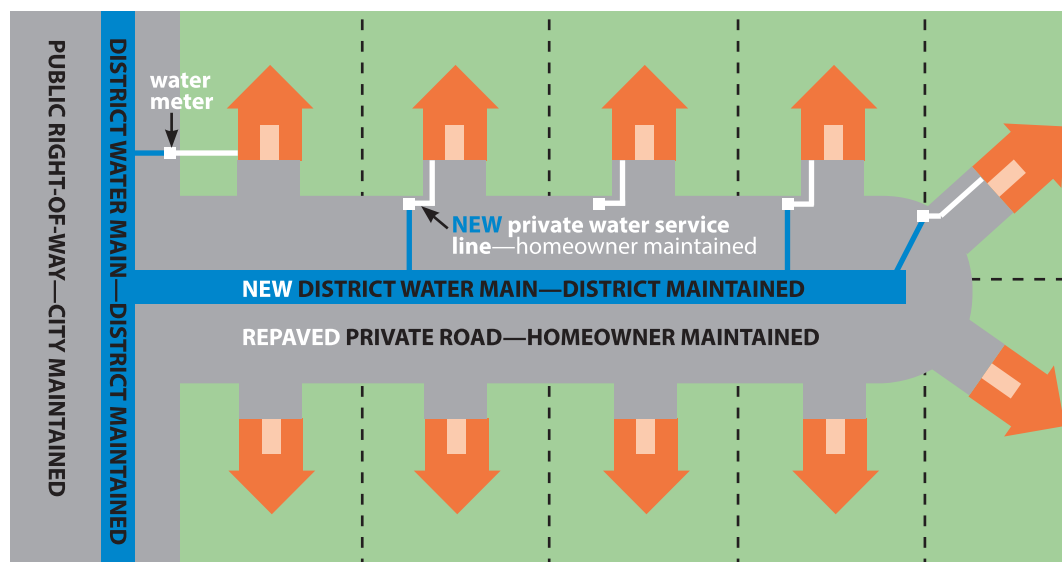 PUBLIC RIGHT-OF-WAY—CITY MAINTAINED
DISTRICT WATER MAIN—DISTRICT MAINTAINED
water
meter
NEW private water service
line—homeowner maintained
NEW DISTRICT WATER MAIN—DISTRICT MAINTAINED
REPAVED PRIVATE ROAD—HOMEOWNER MAINTAINED